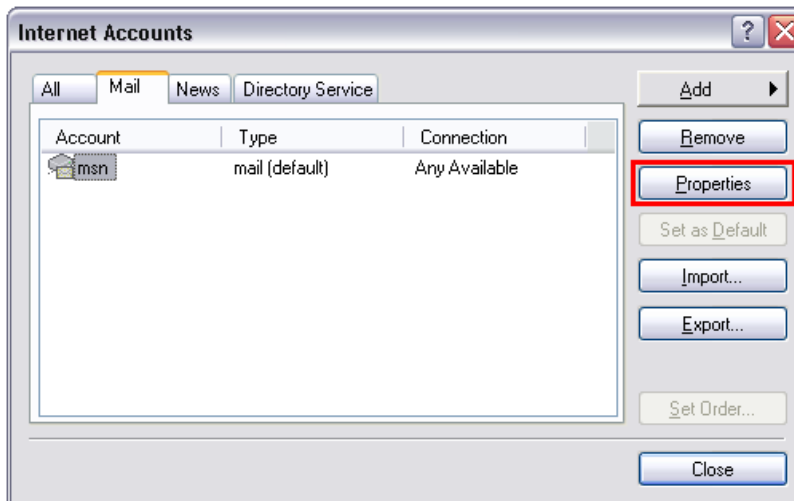 Internet Accounts
All Mail News Directory Service
Account Type Connection
msn mail (default) Any Available
Add
Remove
Properties
Set as Default
Import...
Export...
Set Order...
Close